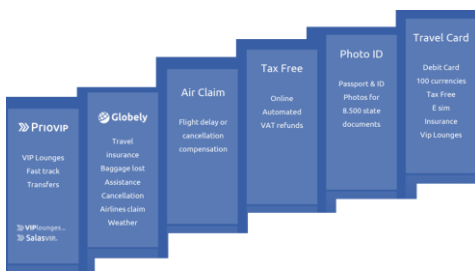 PRIOVIP
VIP Lounges
Fast track
Transfers
VIPlounges...
SalasVIP.
Globely
Travel
insurance
Baggage lost
Assistance
Cancellation
Airlines claim
Weather
Air Claim
Flight delay or
cancellation
compensation
Tax Free
Online
Automated
VAT refunds
Photo ID
Passport & ID
Photos for
8.500 state
documents
Travel Card
Debit Card
100 currencies
Tax Free
E sim
Insurance
Vip Lounges